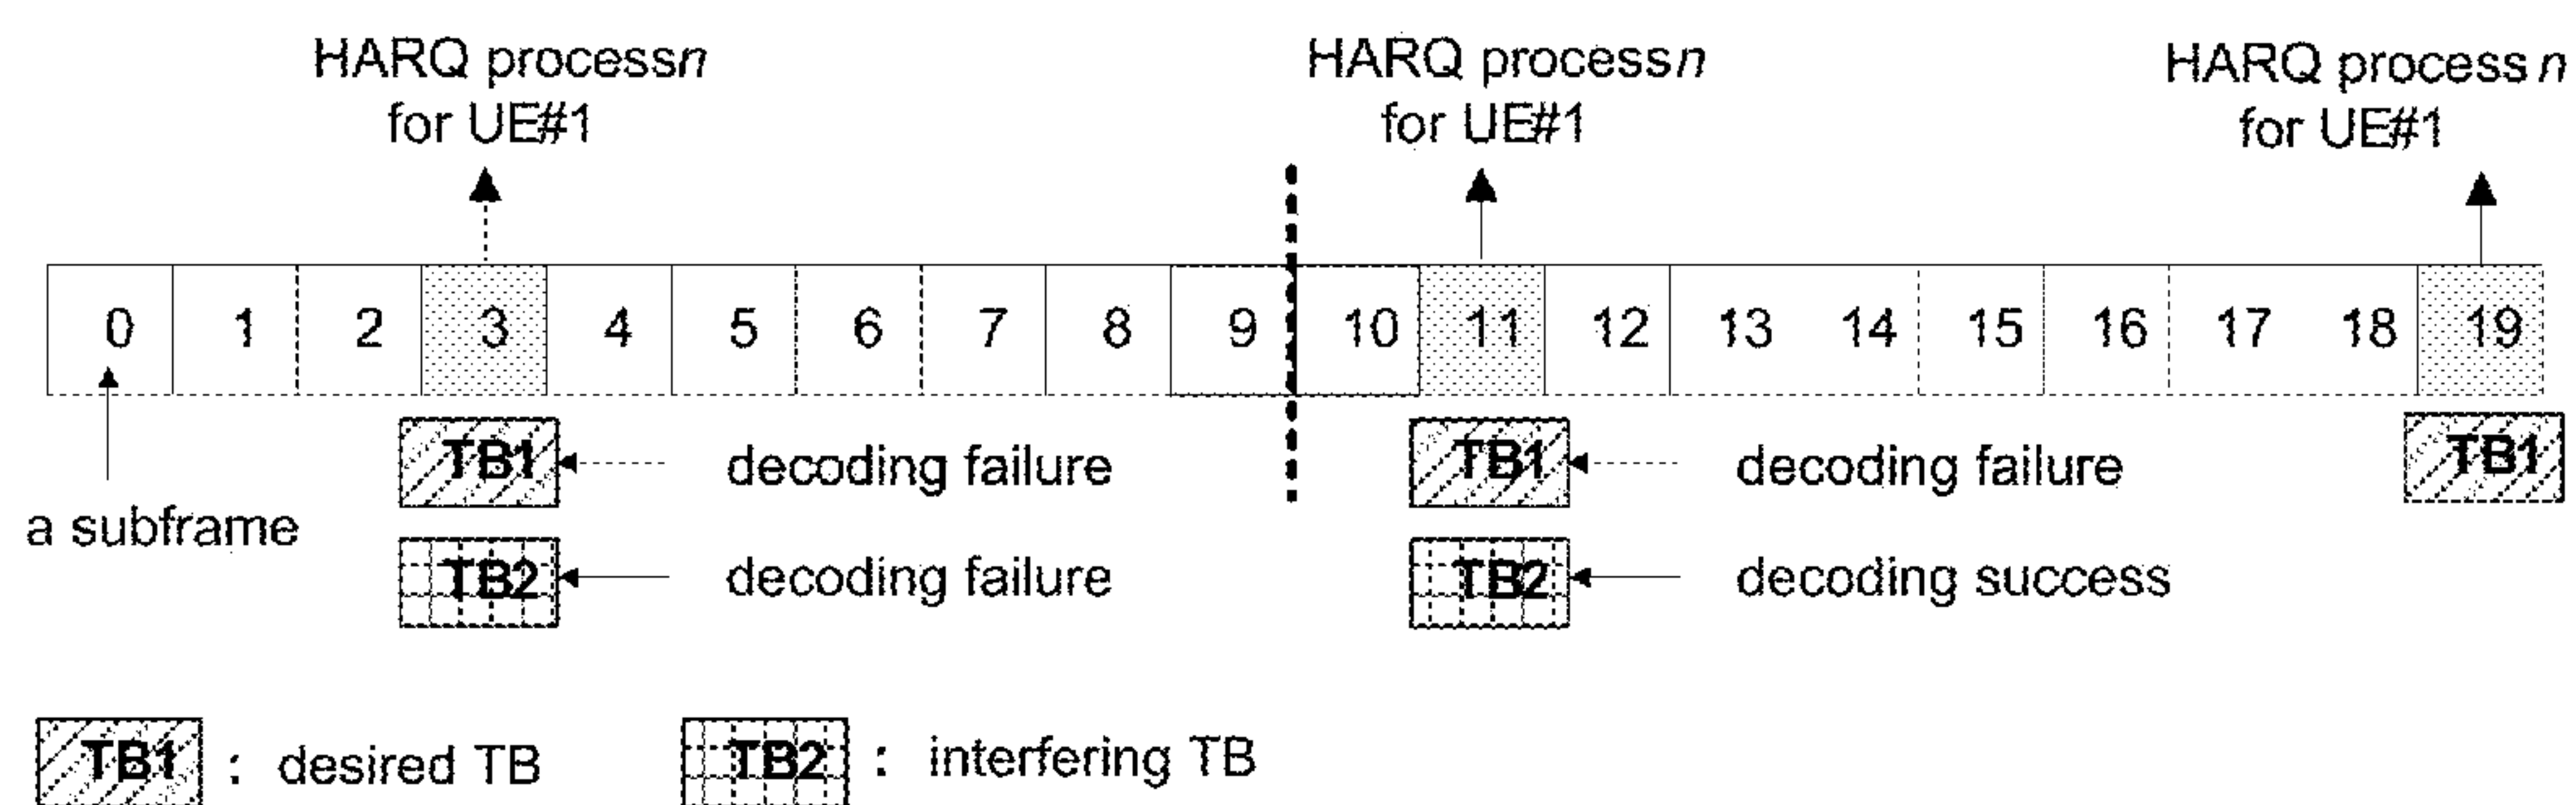 HARQ process n
for UE#1
HARQ process n
for UE#1
HARQ process n
for UE#1
0 1 2 3 4 5 6 7 8 9 10 11 12 13 14 15 16 17 18 19
TB1 decoding failure TB1 decoding failure TB1
a subframe
TB2 decoding failure TB2 decoding success
TB1 : desired TB TB2 : interfering TB